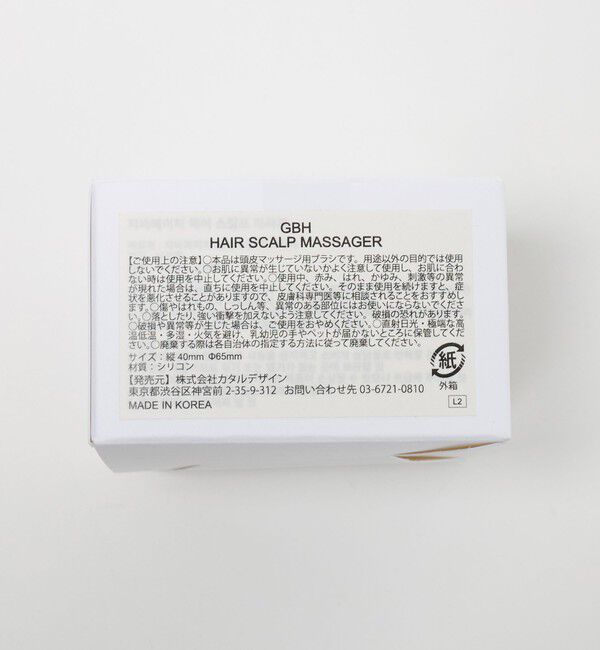 GBH
HAIR SCALP MASSAGER
【ご使用上の注意】○本品は頭皮マッサージ用ブラシです。用途以外の目的では使用
しないでください。○お肌に異常が生じていないかよく注意して使用し、お肌に合わ
ない時は使用を中止してください。○使用中、赤み、はれ、かゆみ、刺激等の異常
が現れた場合は、直ちに使用を中止してください。そのまま使用を続けますと、症
状を悪化させることがありますので、皮膚科専門医等に相談されることをおすすめし
ます。○傷やはれもの、しっしん等、異常のある部位にはお使いにならないでくださ
い。○落としたり、強い衝撃を加えないよう注意してください。破損の恐れがあります。
○破損や異常等が生じた場合は、ご使用をおやめください。○直射日光・極端な高
温低温・多湿・火気を避け、乳幼児の手やペットが届かないところに保管してくださ
い。○廃棄する際は各自治体の指定する方法に従って廃棄してください。
サイズ：縦 40mm Φ65mm
材質：シリコン
【発売元】株式会社カタルデザイン
東京都渋谷区神宮前 2-35-9-312 お問い合わせ先 03-6721-0810
MADE IN KOREA
紙
外箱
L2